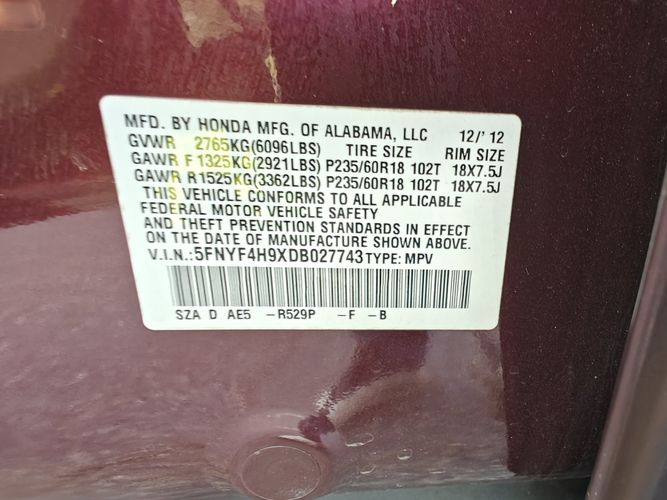 MFD. BY HONDA MFG. OF ALABAMA, LLC 12/'12
GVWR 2765KG(6096LBS) TIRE SIZE RIM SIZE
GAWR F 1325KG(2921LBS) P235/60R18 102T 18X7.5J
GAWR R1525KG(3362LBS) P235/60R18 102T 18X7.5J
THIS VEHICLE CONFORMS TO ALL APPLICABLE
FEDERAL MOTOR VEHICLE SAFETY
AND THEFT PREVENTION STANDARDS IN EFFECT
ON THE DATE OF MANUFACTURE SHOWN ABOVE.
V.I.N.:5FNYF4H9XDB027743 TYPE: MPV
SZA D AE5 -R529P -F -B